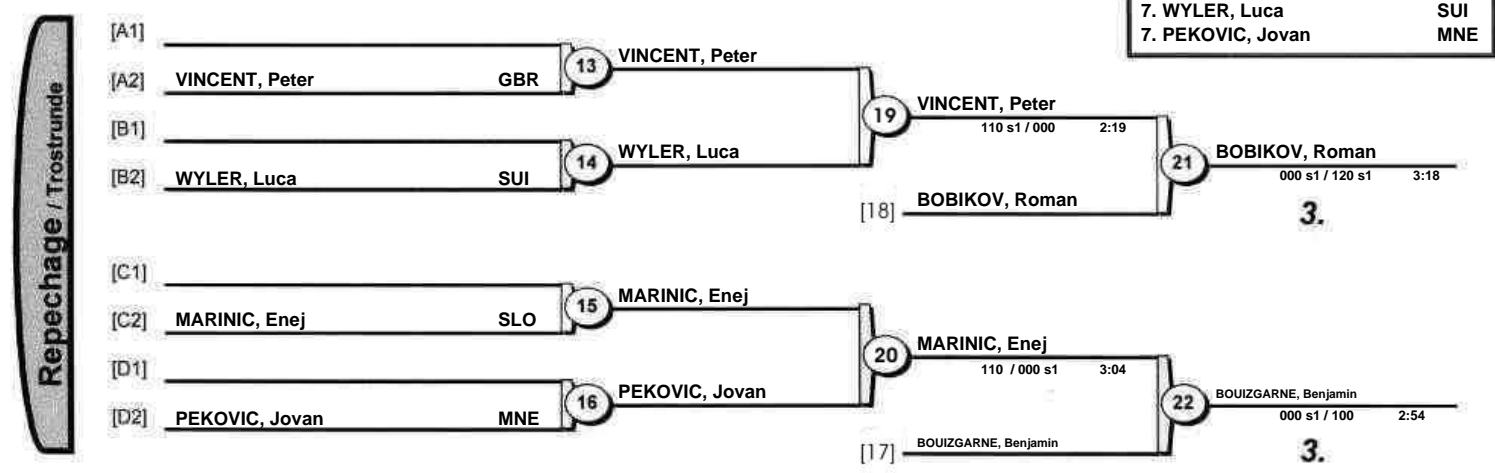 7. WYLER, Luca SUI
7. PEKOVIC, Jovan MNE
Repechage / Trostrunde
[A1]
[A2] VINCENT, Peter GBR
13
VINCENT, Peter
[B1]
[B2] WYLER, Luca SUI
14
WYLER, Luca
19
VINCENT, Peter
110 s1 / 000 2:19
[18] BOBIKOV, Roman
21
BOBIKOV, Roman
000 s1 / 120 s1 3:18
3.
[C1]
[C2] MARINIC, Enej SLO
15
MARINIC, Enej
[D1]
[D2] PEKOVIC, Jovan MNE
16
PEKOVIC, Jovan
20
MARINIC, Enej
110 / 000 s1 3:04
[17] BOUIZGARNE, Benjamin
22
BOUIZGARNE, Benjamin
000 s1 / 100 2:54
3.